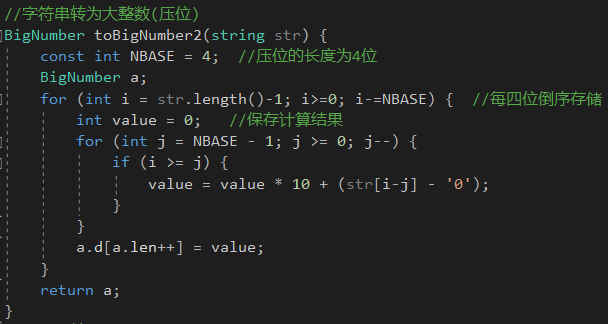 //字符串转为大整数(压位)
BigNumber toBigNumber2(string str) {
    const int NBASE = 4;  //压位的长度为4位
    BigNumber a;
    for (int i = str.length()-1; i>=0; i-=NBASE) {  //每四位倒序存储
        int value = 0;   //保存计算结果
        for (int j = NBASE - 1; j >= 0; j--) {
            if (i >= j) {
                value = value * 10 + (str[i-j] - '0');
            }
        }
        a.d[a.len++] = value;
    }
    return a;
}